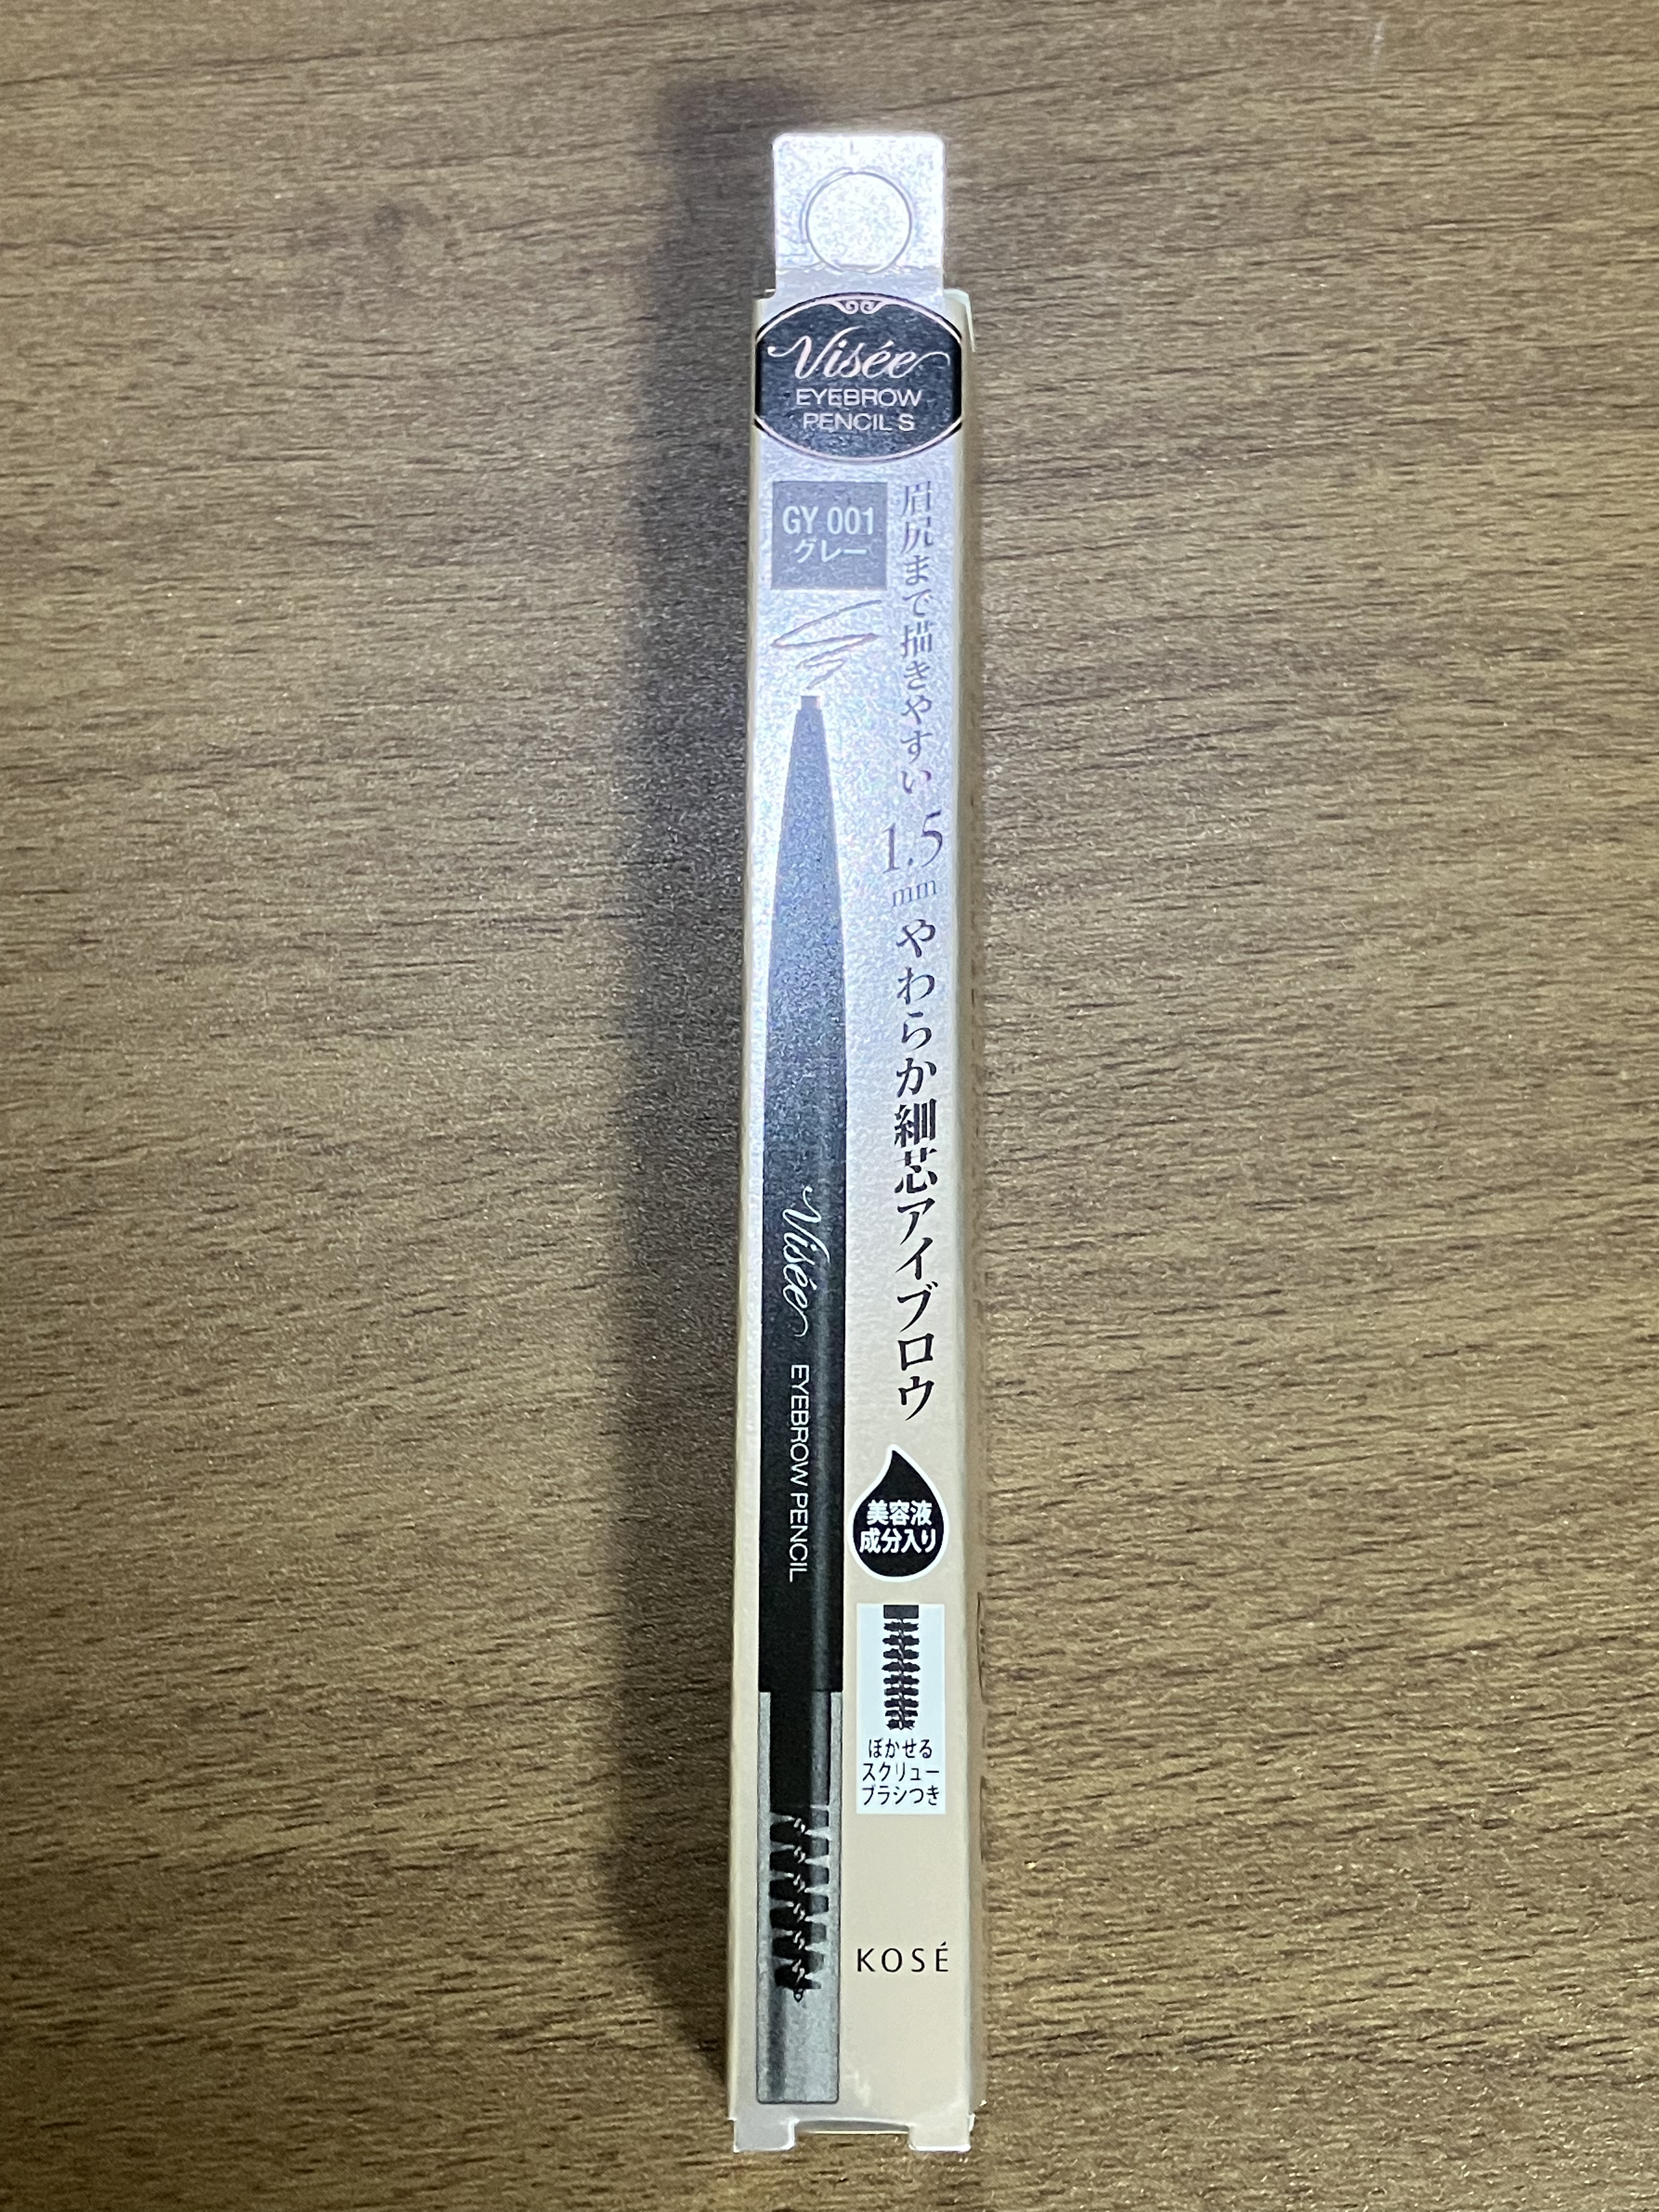 Visée
EYEBROW
PENCIL S
GY 001
グレー
眉尻まで描きやすい
1.5
mm
やわらか細芯アイブロウ
Visée EYEBROW PENCIL
美容液
成分入り
ぼかせる
スクリュー
ブラシつき
KOSÉ